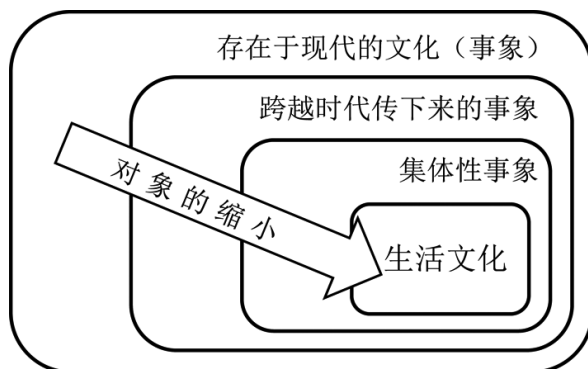 存在于现代的文化（事象）
跨越时代传下来的事象
集体性事象
对象的缩小
生活文化